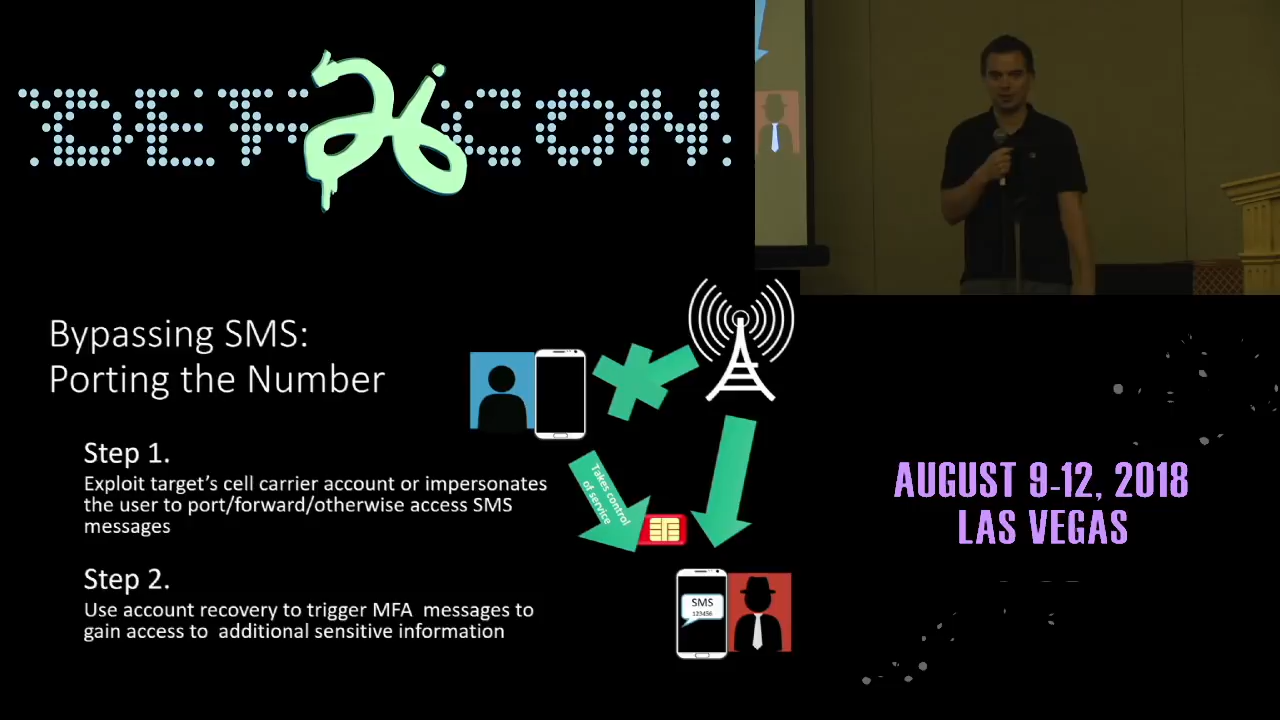 DEF CON 26
Bypassing SMS:
Porting the Number
Step 1.
Exploit target's cell carrier account or impersonates
the user to port/forward/otherwise access SMS
messages
Step 2.
Use account recovery to trigger MFA messages to
gain access to additional sensitive information
Takes control
of service
SMS
123456
AUGUST 9-12, 2018
LAS VEGAS